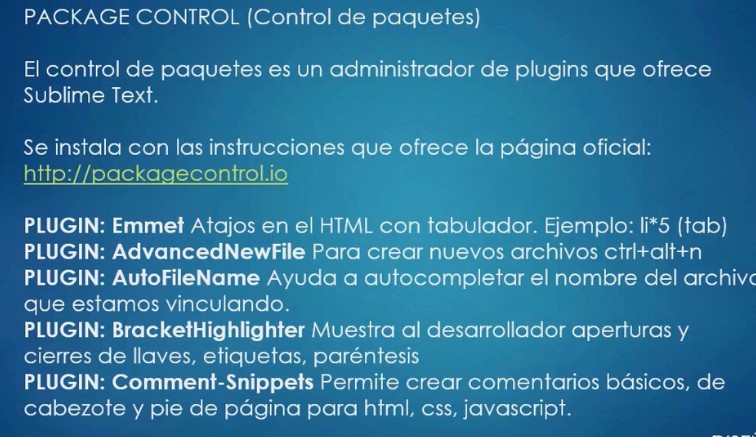 PACKAGE CONTROL (Control de paquetes)
El control de paquetes es un administrador de plugins que ofrece
Sublime Text.
Se instala con las instrucciones que ofrece la página oficial:
http://packagecontrol.io
PLUGIN: Emmet Atajos en el HTML con tabulador. Ejemplo: li*5 (tab)
PLUGIN: AdvancedNewFile Para crear nuevos archivos ctrl+alt+n
PLUGIN: AutoFileName Ayuda a autocompletar el nombre del archivo
que estamos vinculando.
PLUGIN: BracketHighlighter Muestra al desarrollador aperturas y
cierres de llaves, etiquetas, paréntesis
PLUGIN: Comment-Snippets Permite crear comentarios básicos, de
cabezote y pie de página para html, css, javascript.